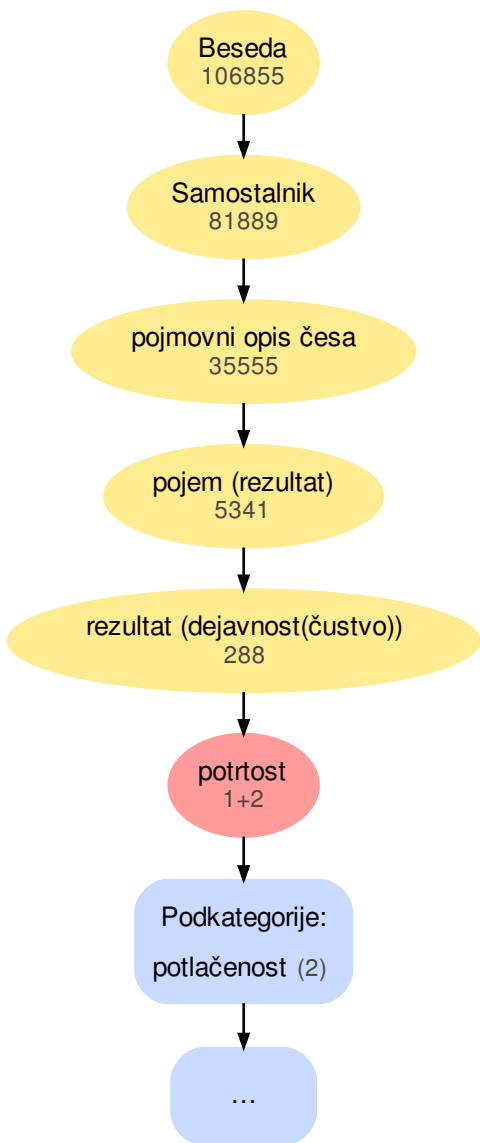 Beseda
106855
Samostalnik
81889
pojmovni opis česa
35555
pojem (rezultat)
5341
rezultat (dejavnost(čustvo))
288
potrtost
1+2
Podkategorije:
potlačenost (2)
...